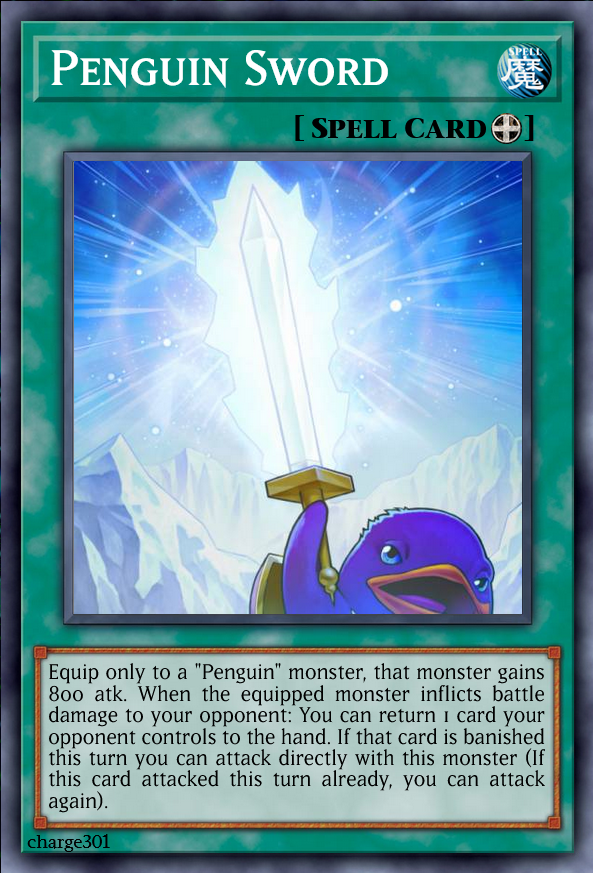 Penguin Sword
SPELL
魔
[ Spell Card ]
Equip only to a "Penguin" monster, that monster gains
800 atk. When the equipped monster inflicts battle
damage to your opponent: You can return 1 card your
opponent controls to the hand. If that card is banished
this turn you can attack directly with this monster (If
this card attacked this turn already, you can attack
again).
charge301